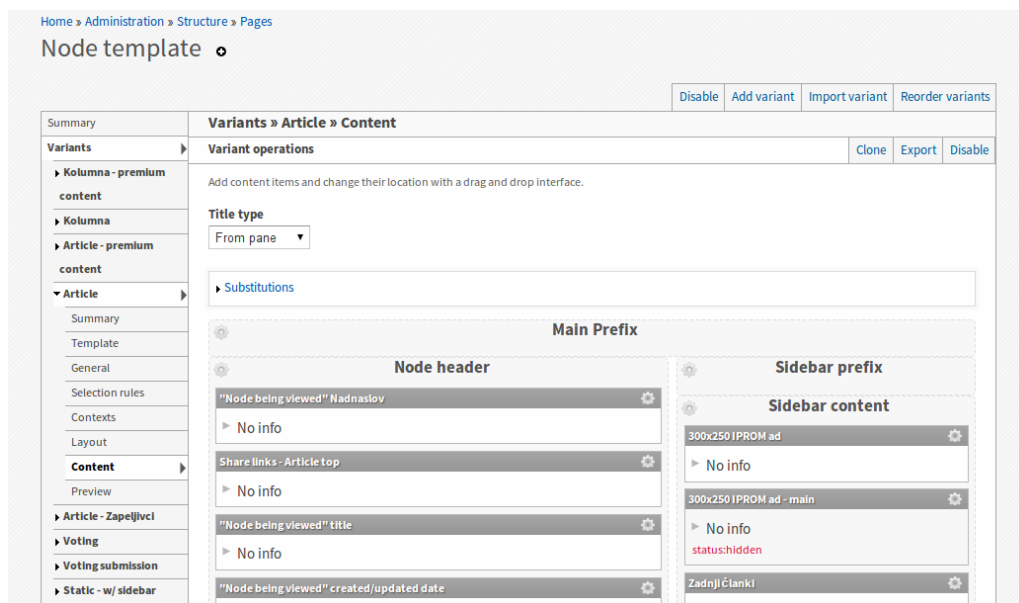 Home » Administration » Structure » Pages
Node template
Disable
Add variant
Import variant
Reorder variants
Summary
Variants
Kolumna - premium
content
Kolumna
Article - premium
content
Article
Summary
Template
General
Selection rules
Contexts
Layout
Content
Preview
Article - Zapeljivci
Voting
Voting submission
Static - w/ sidebar
Variants » Article » Content
Variant operations
Clone
Export
Disable
Add content items and change their location with a drag and drop interface.
Title type
From pane
Substitutions
Main Prefix
Node header
"Node being viewed" Nadnaslov
No info
Share links - Article top
No info
"Node being viewed" title
No info
"Node being viewed" created/updated date
Sidebar prefix
Sidebar content
300x250 IPROM ad
No info
300x250 IPROM ad - main
No info
status:hidden
Zadnji Članki